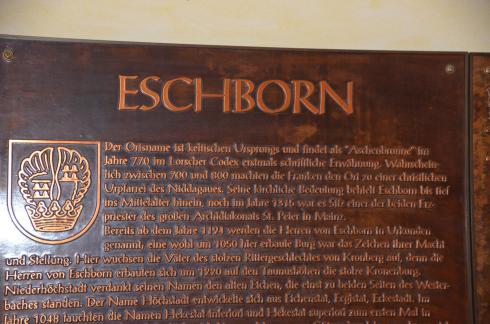 ESCHBORN
Der Ortsname ist keltischen Ursprungs und findet als "Aschenbrunne" im
Jahre 770 im Lorscher Codex erstmals schriftliche Erwähnung. Wahrschein-
lich zwischen 700 und 800 machten die Franken den Ort zu einer christlichen
Urpfarrei des Niddagaues. Seine kirchliche Bedeutung behielt Eschborn bis tief
ins Mittelalter hinein, noch im Jahre 1316 war es Sitz einer der beiden Erz-
priester des großen Archidiakonats St. Peter in Mainz.
Bereits ab dem Jahre 1194 werden die Herren von Eschborn in Urkunden
genannt, eine wohl um 1050 hier erbaute Burg war das Zeichen ihrer Macht
und Stellung. Hier wuchsen die Väter des stolzen Rittergeschlechtes von Kronberg auf, denn die
Herren von Eschborn erbauten sich um 1220 auf den Taunushöhen die stolze Kronenburg.
Niederhöchstadt verdankt seinen Namen den alten Eichen, die einst zu beiden Seiten des Wester-
baches standen. Der Name Höchstadt entwickelte sich aus Eichenstat, Eckestadt. Im
Jahre 1048 tauchten die Namen Hekestat inferior und Hekestat superior zum ersten Mal in